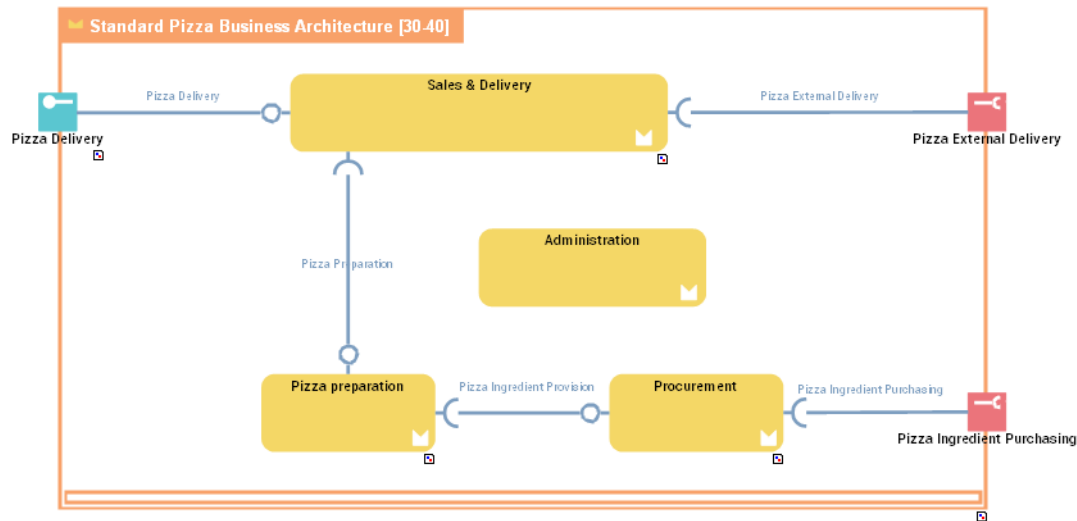 Standard Pizza Business Architecture [30-40]
Sales & Delivery
Pizza Delivery
Pizza External Delivery
Pizza Delivery
Pizza External Delivery
Administration
Pizza Preparation
Pizza preparation
Pizza Ingredient Provision
Procurement
Pizza Ingredient Purchasing
Pizza Ingredient Purchasing